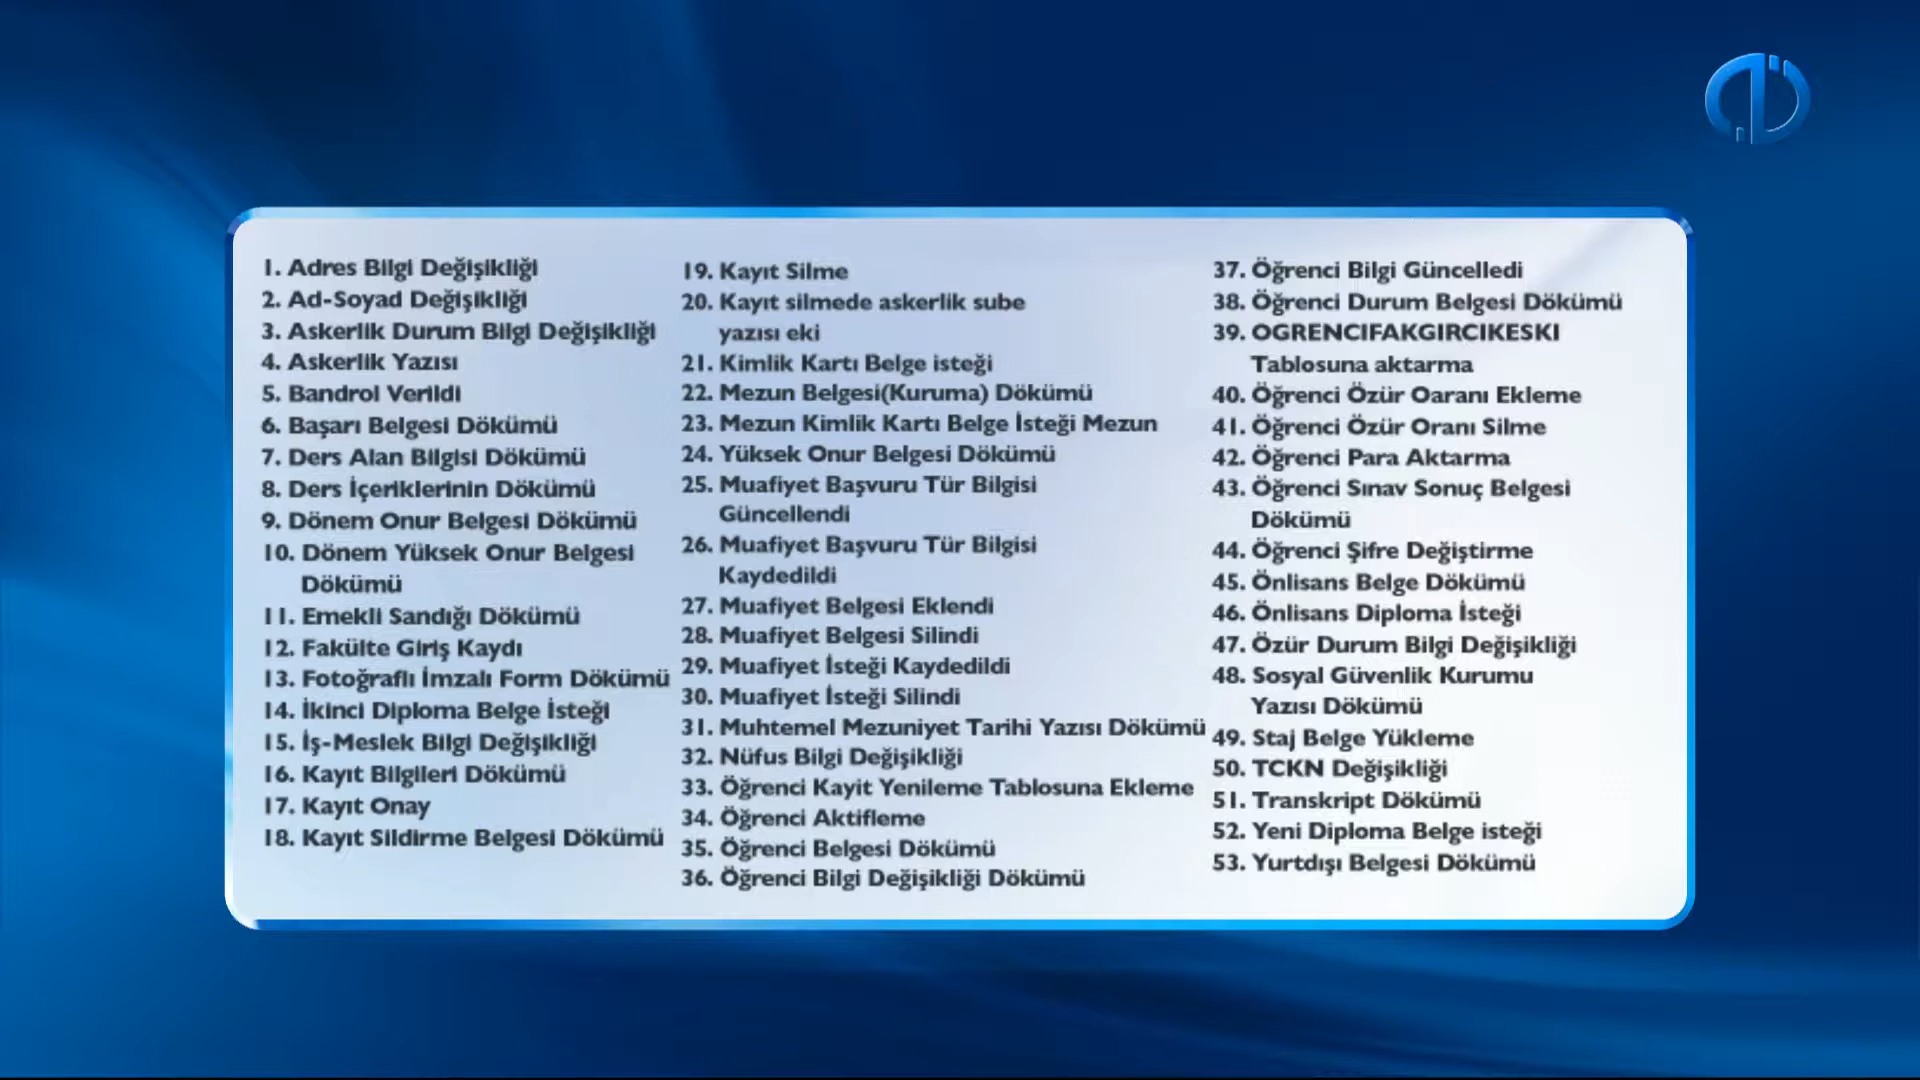 1. Adres Bilgi Değişikliği
2. Ad-Soyad Değişikliği
3. Askerlik Durum Bilgi Değişikliği
4. Askerlik Yazısı
5. Bandrol Verildi
6. Başarı Belgesi Dökümü
7. Ders Alan Bilgisi Dökümü
8. Ders İçeriklerinin Dökümü
9. Dönem Onur Belgesi Dökümü
10. Dönem Yüksek Onur Belgesi
Dökümü
11. Emekli Sandığı Dökümü
12. Fakülte Giriş Kaydı
13. Fotoğraflı İmzalı Form Dökümü
14. İkinci Diploma Belge İsteği
15. İş-Meslek Bilgi Değişikliği
16. Kayıt Bilgileri Dökümü
17. Kayıt Onay
18. Kayıt Sildirme Belgesi Dökümü
19. Kayıt Silme
20. Kayıt silmede askerlik sube
yazısı eki
21. Kimlik Kartı Belge isteği
22. Mezun Belgesi(Kuruma) Dökümü
23. Mezun Kimlik Kartı Belge İsteği Mezun
24. Yüksek Onur Belgesi Dökümü
25. Muafiyet Başvuru Tür Bilgisi
Güncellendi
26. Muafiyet Başvuru Tür Bilgisi
Kaydedildi
27. Muafiyet Belgesi Eklendi
28. Muafiyet Belgesi Silindi
29. Muafiyet İsteği Kaydedildi
30. Muafiyet İsteği Silindi
31. Muhtemel Mezuniyet Tarihi Yazısı Dökümü
32. Nüfus Bilgi Değişikliği
33. Öğrenci Kayit Yenileme Tablosuna Ekleme
34. Öğrenci Aktifleme
35. Öğrenci Belgesi Dökümü
36. Öğrenci Bilgi Değişikliği Dökümü
37. Öğrenci Bilgi Güncelledi
38. Öğrenci Durum Belgesi Dökümü
39. OGRENCIFAKGIRCIKESKI
Tablosuna aktarma
40. Öğrenci Özür Oaranı Ekleme
41. Öğrenci Özür Oranı Silme
42. Öğrenci Para Aktarma
43. Öğrenci Sınav Sonuç Belgesi
Dökümü
44. Öğrenci Şifre Değiştirme
45. Önlisans Belge Dökümü
46. Önlisans Diploma İsteği
47. Özür Durum Bilgi Değişikliği
48. Sosyal Güvenlik Kurumu
Yazısı Dökümü
49. Staj Belge Yükleme
50. TCKN Değişikliği
51. Transkript Dökümü
52. Yeni Diploma Belge isteği
53. Yurtdışı Belgesi Dökümü